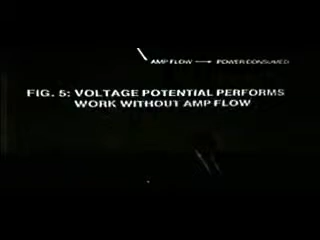 AMP FLOW → POWER CONSUMED
FIG. 5: VOLTAGE POTENTIAL PERFORMS
WORK WITHOUT AMP FLOW